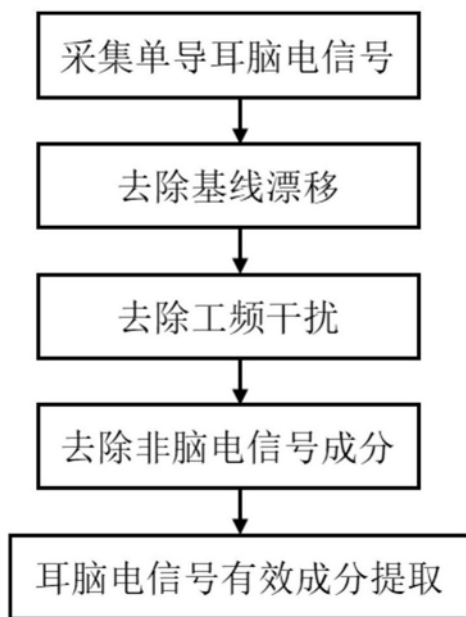 采集单导耳脑电信号
去除基线漂移
去除工频干扰
去除非脑电信号成分
耳脑电信号有效成分提取